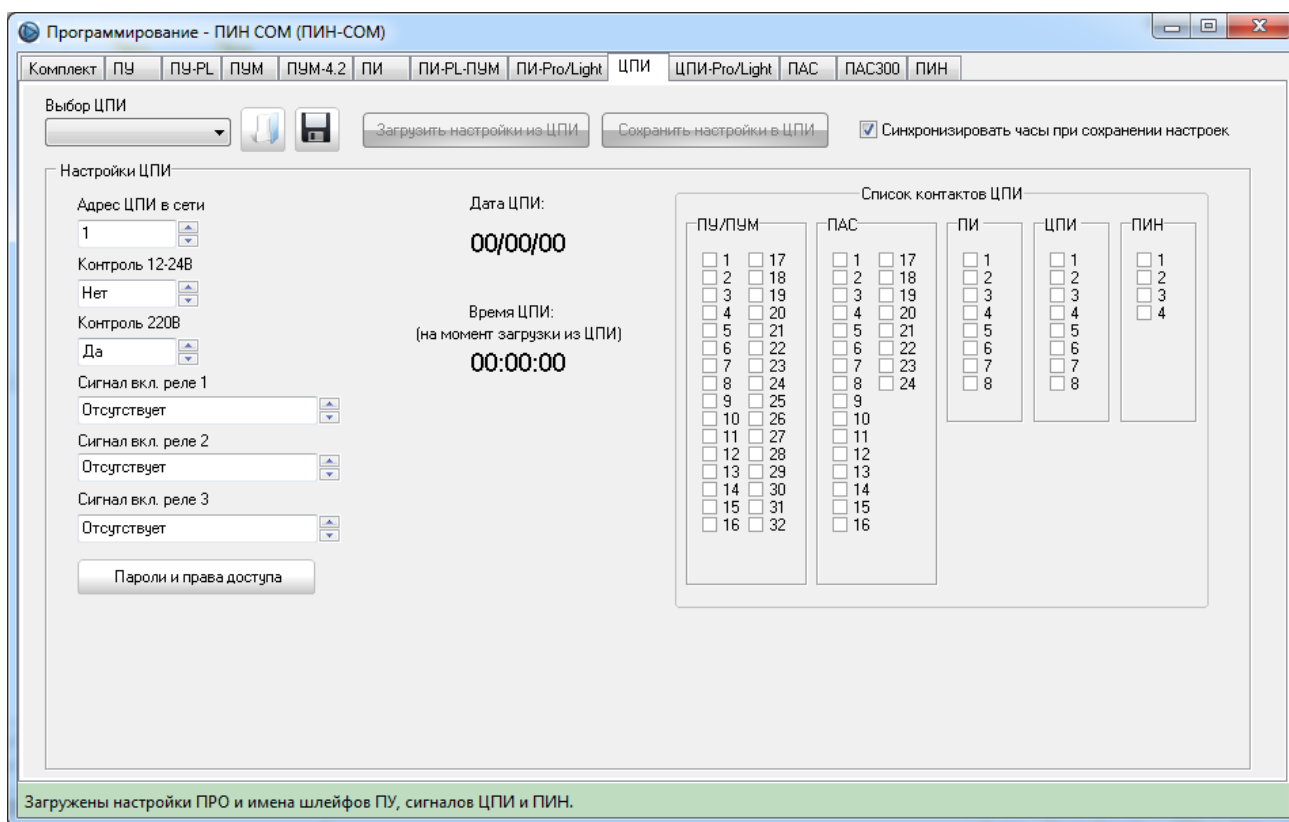 Программирование - ПИН COM (ПИН-COM)
Комплект ПУ ПУ-PL ПУМ ПУМ-4.2 ПИ ПИ-PL-ПУМ ПИ-Pro/Light ЦПИ ЦПИ-Pro/Light ПАС ПАС300 ПИН
Выбор ЦПИ
Загрузить настройки из ЦПИ Сохранить настройки в ЦПИ Синхронизировать часы при сохранении настроек
Настройки ЦПИ
Адрес ЦПИ в сети
1
Контроль 12-24В
Нет
Контроль 220В
Да
Сигнал вкл. реле 1
Отсутствует
Сигнал вкл. реле 2
Отсутствует
Сигнал вкл. реле 3
Отсутствует
Пароли и права доступа
Дата ЦПИ:
00/00/00
Время ЦПИ:
(на момент загрузки из ЦПИ)
00:00:00
Список контактов ЦПИ
ПУ/ПУМ ПАС ПИ ЦПИ ПИН
1 17 1 17 1 1 1
2 18 2 18 2 2 2
3 19 3 19 3 3 3
4 20 4 20 4 4 4
5 21 5 21 5 5
6 22 6 22 6 6
7 23 7 23 7 7
8 24 8 24 8 8
9 25 9
10 26 10
11 27 11
12 28 12
13 29 13
14 30 14
15 31 15
16 32 16
Загружены настройки ПРО и имена шлейфов ПУ, сигналов ЦПИ и ПИН.